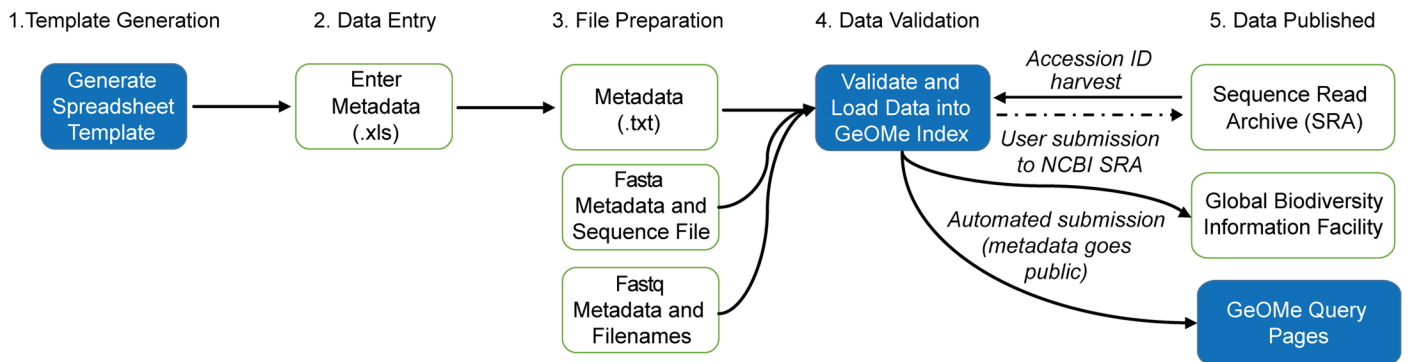 1.Template Generation
2. Data Entry
3. File Preparation
4. Data Validation
5. Data Published
Generate
Spreadsheet
Template
Enter
Metadata
(.xls)
Metadata
(.txt)
Fasta
Metadata and
Sequence File
Fastq
Metadata and
Filenames
Validate and
Load Data into
GeOMe Index
Accession ID
harvest
User submission
to NCBI SRA
Automated submission
(metadata goes
public)
Sequence Read
Archive (SRA)
Global Biodiversity
Information Facility
GeOMe Query
Pages